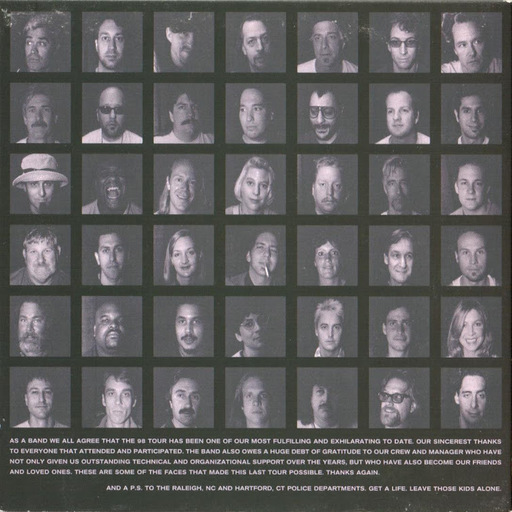 AS A BAND WE ALL AGREE THAT THE 98 TOUR HAS BEEN ONE OF OUR MOST FULFILLING AND EXHILARATING TO DATE. OUR SINCEREST THANKS
TO EVERYONE THAT ATTENDED AND PARTICIPATED. THE BAND ALSO OWES A HUGE DEBT OF GRATITUDE TO OUR CREW AND MANAGER WHO HAVE
NOT ONLY GIVEN US OUTSTANDING TECHNICAL AND ORGANIZATIONAL SUPPORT OVER THE YEARS, BUT WHO HAVE ALSO BECOME OUR FRIENDS
AND LOVED ONES. THESE ARE SOME OF THE FACES THAT MADE THIS LAST TOUR POSSIBLE. THANKS AGAIN.
AND A P.S. TO THE RALEIGH, NC AND HARTFORD, CT POLICE DEPARTMENTS. GET A LIFE. LEAVE THOSE KIDS ALONE.